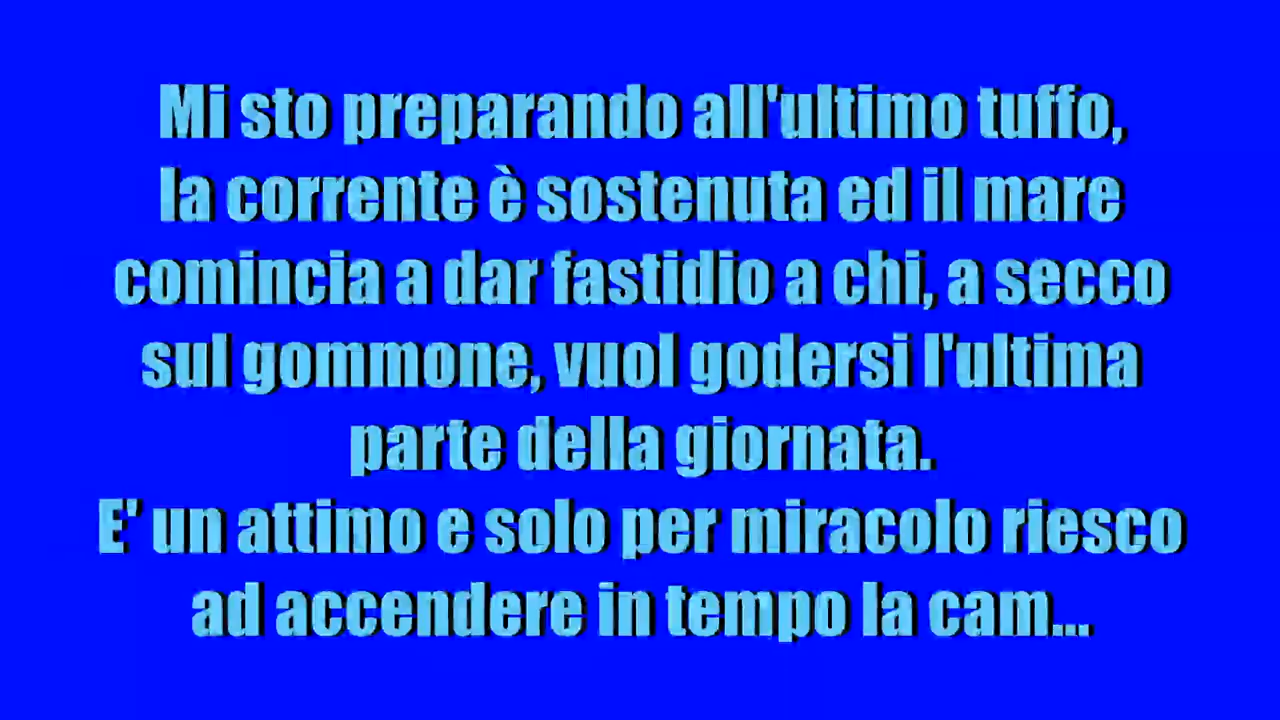 Mi sto preparando all'ultimo tuffo,
la corrente è sostenuta ed il mare
comincia a dar fastidio a chi, a secco
sul gommone, vuol godersi l'ultima
parte della giornata.
E' un attimo e solo per miracolo riesco
ad accendere in tempo la cam...